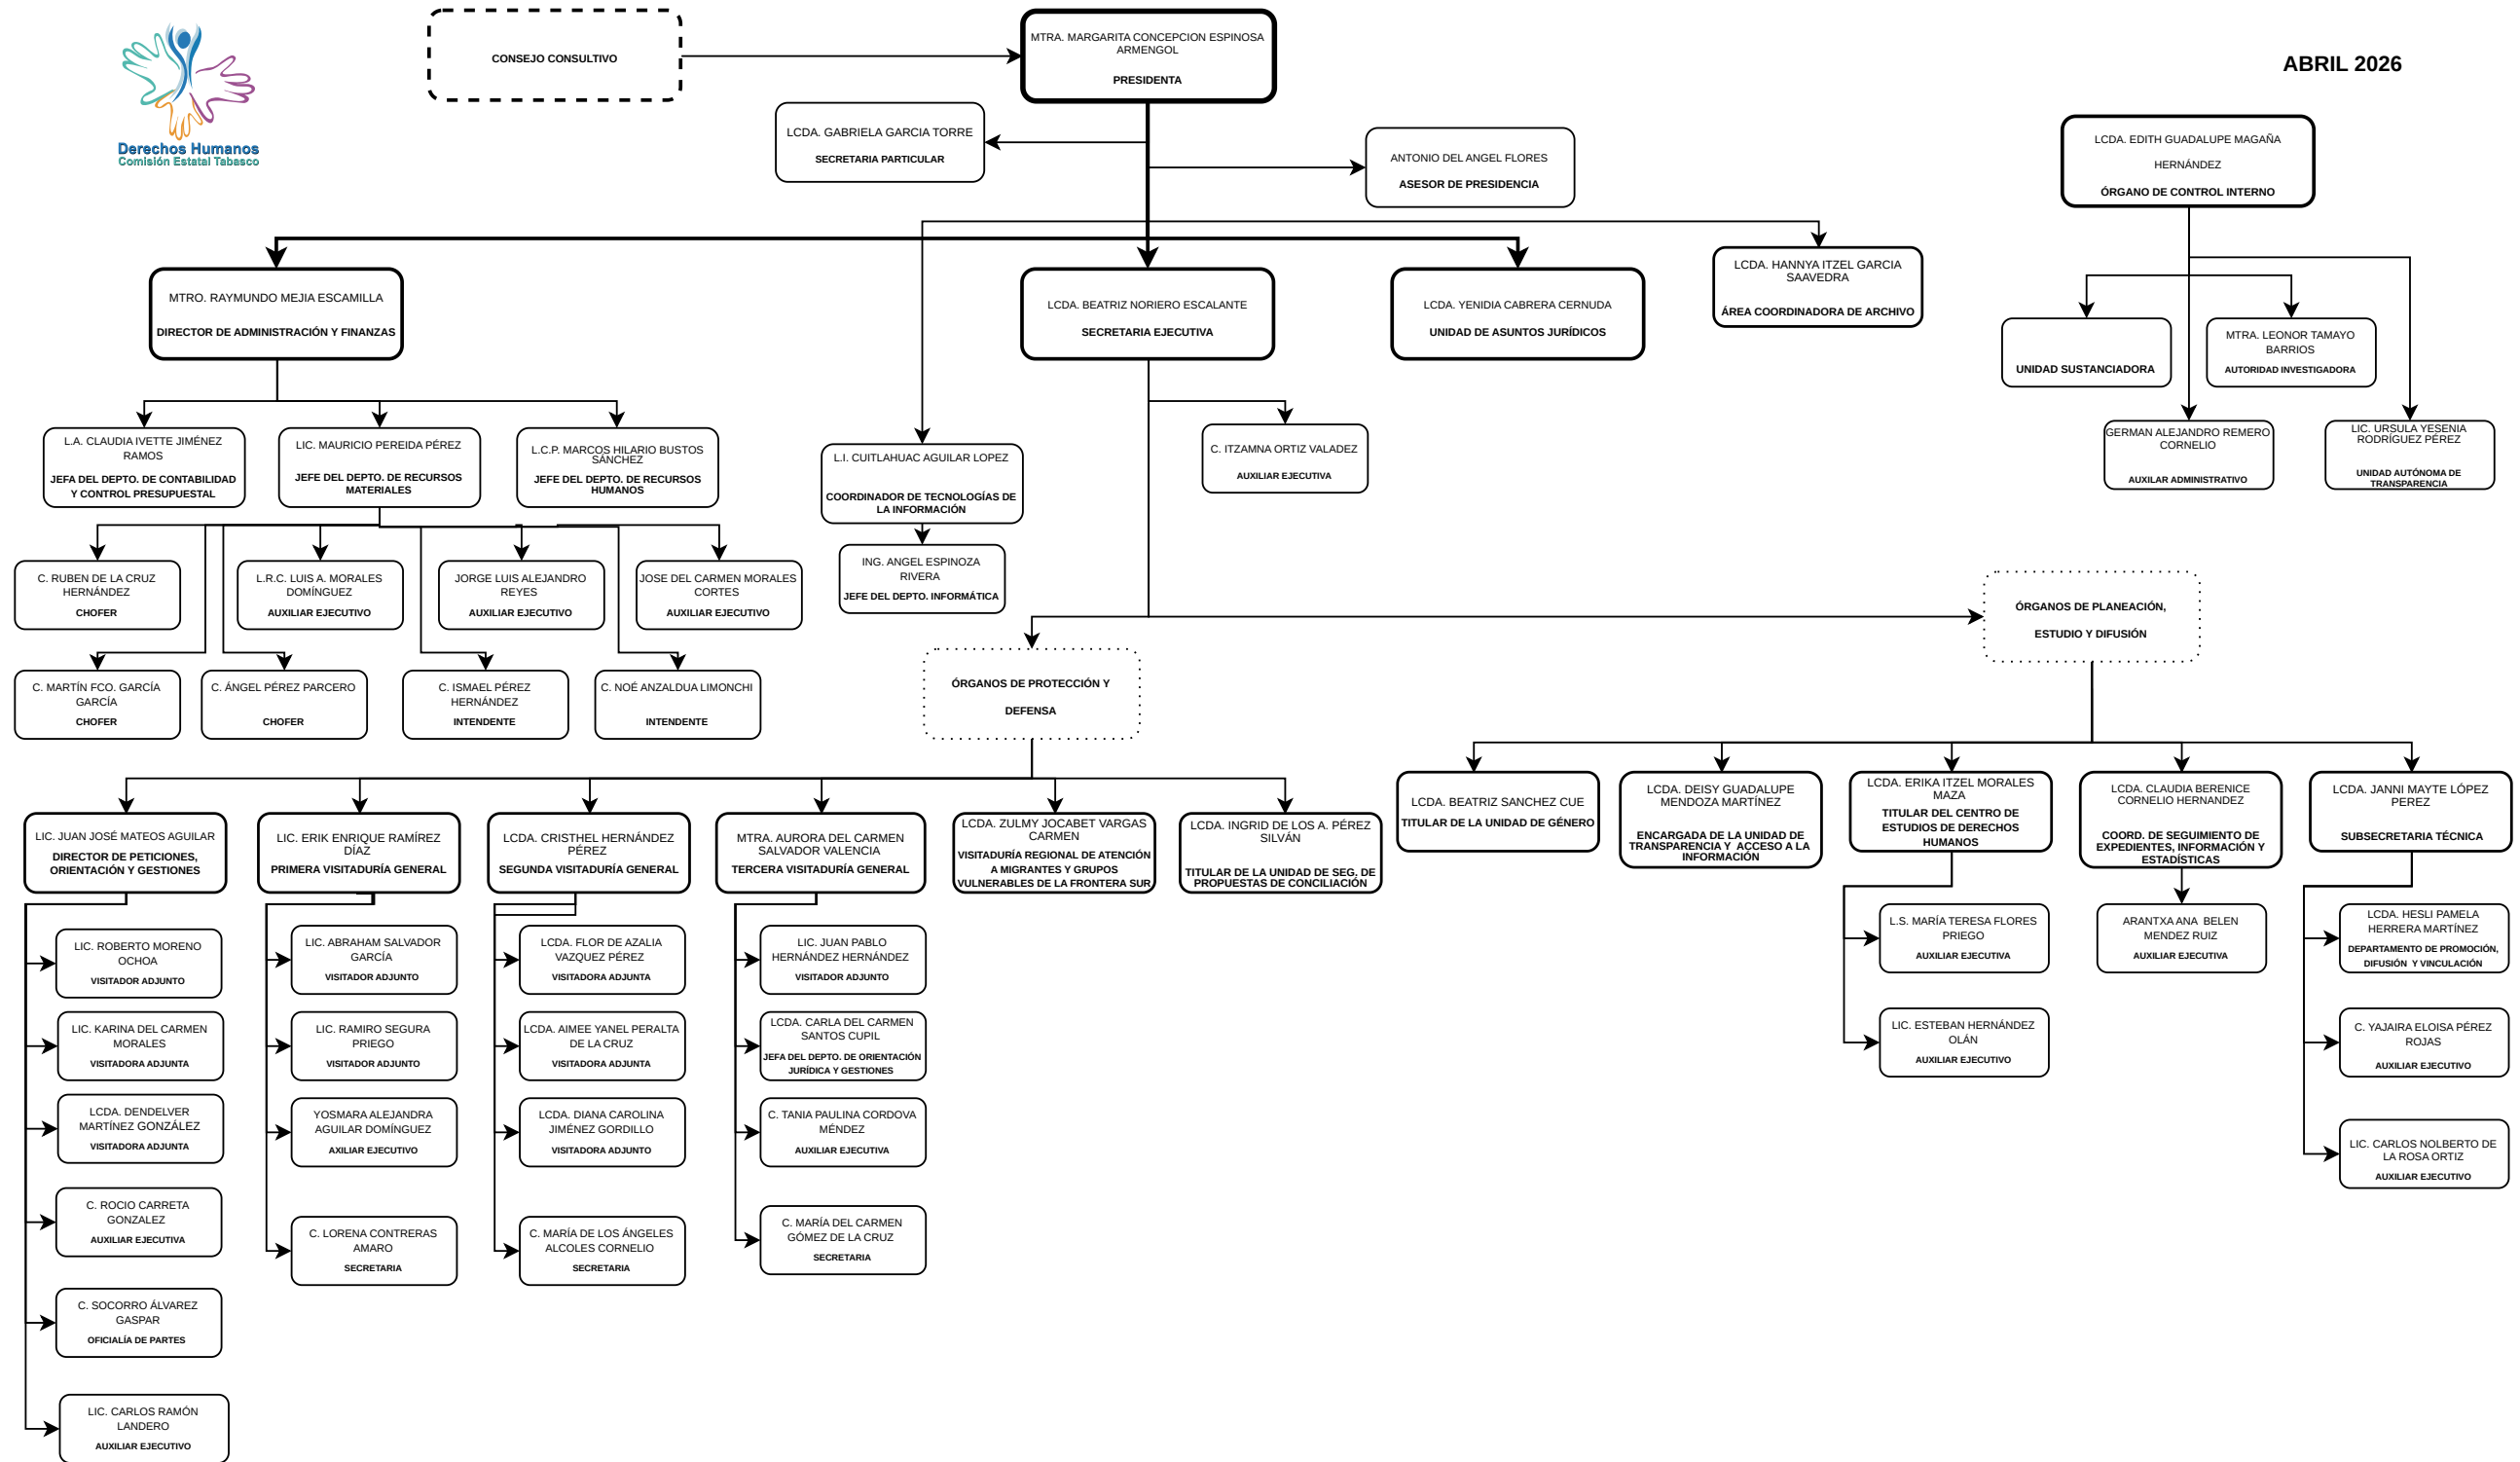 Derechos Humanos
Comisión Estatal Tabasco
CONSEJO CONSULTIVO
MTRA. MARGARITA CONCEPCION ESPINOSA
ARMENGOL
PRESIDENTA
ABRIL 2026
LCDA. GABRIELA GARCIA TORRE
SECRETARIA PARTICULAR
ANTONIO DEL ANGEL FLORES
ASESOR DE PRESIDENCIA
LCDA. EDITH GUADALUPE MAGAÑA
HERNÁNDEZ
ÓRGANO DE CONTROL INTERNO
MTRO. RAYMUNDO MEJIA ESCAMILLA
DIRECTOR DE ADMINISTRACIÓN Y FINANZAS
LCDA. BEATRIZ NORIERO ESCALANTE
SECRETARIA EJECUTIVA
LCDA. YENIDIA CABRERA CERNUDA
UNIDAD DE ASUNTOS JURÍDICOS
LCDA. HANNYA ITZEL GARCIA
SAAVEDRA
ÁREA COORDINADORA DE ARCHIVO
UNIDAD SUSTANCIADORA
MTRA. LEONOR TAMAYO
BARRIOS
AUTORIDAD INVESTIGADORA
GERMAN ALEJANDRO REMERO
CORNELIO
AUXILAR ADMINISTRATIVO
LIC. URSULA YESENIA
RODRÍGUEZ PÉREZ
UNIDAD AUTÓNOMA DE
TRANSPARENCIA
L.A. CLAUDIA IVETTE JIMÉNEZ
RAMOS
JEFA DEL DEPTO. DE CONTABILIDAD
Y CONTROL PRESUPUESTAL
LIC. MAURICIO PEREIDA PÉREZ
JEFE DEL DEPTO. DE RECURSOS
MATERIALES
L.C.P. MARCOS HILARIO BUSTOS
SÁNCHEZ
JEFE DEL DEPTO. DE RECURSOS
HUMANOS
L.I. CUITLAHUAC AGUILAR LOPEZ
COORDINADOR DE TECNOLOGÍAS DE
LA INFORMACIÓN
C. ITZAMNA ORTIZ VALADEZ
AUXILIAR EJECUTIVA
ING. ANGEL ESPINOZA
RIVERA
JEFE DEL DEPTO. INFORMÁTICA
C. RUBEN DE LA CRUZ
HERNÁNDEZ
CHOFER
L.R.C. LUIS A. MORALES
DOMÍNGUEZ
AUXILIAR EJECUTIVO
JORGE LUIS ALEJANDRO
REYES
AUXILIAR EJECUTIVO
JOSE DEL CARMEN MORALES
CORTES
AUXILIAR EJECUTIVO
C. MARTÍN FCO. GARCÍA
GARCÍA
CHOFER
C. ÁNGEL PÉREZ PARCERO
CHOFER
C. ISMAEL PÉREZ
HERNÁNDEZ
INTENDENTE
C. NOÉ ANZALDUA LIMONCHI
INTENDENTE
ÓRGANOS DE PROTECCIÓN Y
DEFENSA
ÓRGANOS DE PLANEACIÓN,
ESTUDIO Y DIFUSIÓN
LIC. JUAN JOSÉ MATEOS AGUILAR
DIRECTOR DE PETICIONES,
ORIENTACIÓN Y GESTIONES
LIC. ERIK ENRIQUE RAMÍREZ
DÍAZ
PRIMERA VISITADURÍA GENERAL
LCDA. CRISTHEL HERNÁNDEZ
PÉREZ
SEGUNDA VISITADURÍA GENERAL
MTRA. AURORA DEL CARMEN
SALVADOR VALENCIA
TERCERA VISITADURÍA GENERAL
LCDA. ZULMY JOCABET VARGAS
CARMEN
VISITADURÍA REGIONAL DE ATENCIÓN
A MIGRANTES Y GRUPOS
VULNERABLES DE LA FRONTERA SUR
LCDA. INGRID DE LOS A. PÉREZ
SILVÁN
TITULAR DE LA UNIDAD DE SEG. DE
PROPUESTAS DE CONCILIACIÓN
LCDA. BEATRIZ SANCHEZ CUE
TITULAR DE LA UNIDAD DE GÉNERO
LCDA. DEISY GUADALUPE
MENDOZA MARTÍNEZ
ENCARGADA DE LA UNIDAD DE
TRANSPARENCIA Y ACCESO A LA
INFORMACIÓN
LCDA. ERIKA ITZEL MORALES
MAZA
TITULAR DEL CENTRO DE
ESTUDIOS DE DERECHOS
HUMANOS
LCDA. CLAUDIA BERENICE
CORNELIO HERNANDEZ
COORD. DE SEGUIMIENTO DE
EXPEDIENTES, INFORMACIÓN Y
ESTADÍSTICAS
LCDA. JANNI MAYTE LÓPEZ
PEREZ
SUBSECRETARIA TÉCNICA
LIC. ROBERTO MORENO
OCHOA
VISITADOR ADJUNTO
LIC. KARINA DEL CARMEN
MORALES
VISITADORA ADJUNTA
LCDA. DENDELVER
MARTÍNEZ GONZÁLEZ
VISITADORA ADJUNTA
C. ROCIO CARRETA
GONZALEZ
AUXILIAR EJECUTIVA
C. SOCORRO ÁLVAREZ
GASPAR
OFICIALÍA DE PARTES
LIC. CARLOS RAMÓN
LANDERO
AUXILIAR EJECUTIVO
LIC. ABRAHAM SALVADOR
GARCÍA
VISITADOR ADJUNTO
LIC. RAMIRO SEGURA
PRIEGO
VISITADOR ADJUNTO
YOSMARA ALEJANDRA
AGUILAR DOMÍNGUEZ
AXILIAR EJECUTIVO
C. LORENA CONTRERAS
AMARO
SECRETARIA
LCDA. FLOR DE AZALIA
VAZQUEZ PÉREZ
VISITADORA ADJUNTA
LCDA. AIMEE YANEL PERALTA
DE LA CRUZ
VISITADORA ADJUNTA
LCDA. DIANA CAROLINA
JIMÉNEZ GORDILLO
VISITADORA ADJUNTO
C. MARÍA DE LOS ÁNGELES
ALCOLES CORNELIO
SECRETARIA
LIC. JUAN PABLO
HERNÁNDEZ HERNÁNDEZ
VISITADOR ADJUNTO
LCDA. CARLA DEL CARMEN
SANTOS CUPIL
JEFA DEL DEPTO. DE ORIENTACIÓN
JURÍDICA Y GESTIONES
C. TANIA PAULINA CORDOVA
MÉNDEZ
AUXILIAR EJECUTIVA
C. MARÍA DEL CARMEN
GÓMEZ DE LA CRUZ
SECRETARIA
L.S. MARÍA TERESA FLORES
PRIEGO
AUXILIAR EJECUTIVA
LIC. ESTEBAN HERNÁNDEZ
OLÁN
AUXILIAR EJECUTIVO
ARANTXA ANA BELEN
MENDEZ RUIZ
AUXILIAR EJECUTIVA
LCDA. HESLI PAMELA
HERRERA MARTÍNEZ
DEPARTAMENTO DE PROMOCIÓN,
DIFUSIÓN Y VINCULACIÓN
C. YAJAIRA ELOISA PÉREZ
ROJAS
AUXILIAR EJECUTIVO
LIC. CARLOS NOLBERTO DE
LA ROSA ORTIZ
AUXILIAR EJECUTIVO